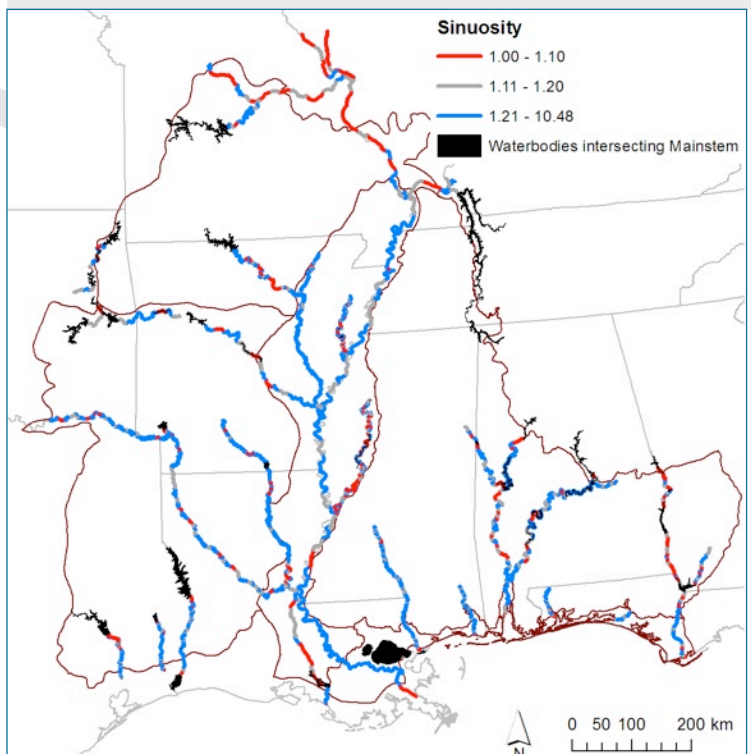 Sinuosity
1.00 - 1.10
1.11 - 1.20
1.21 - 10.48
Waterbodies intersecting Mainstem
N
0 50 100 200 km